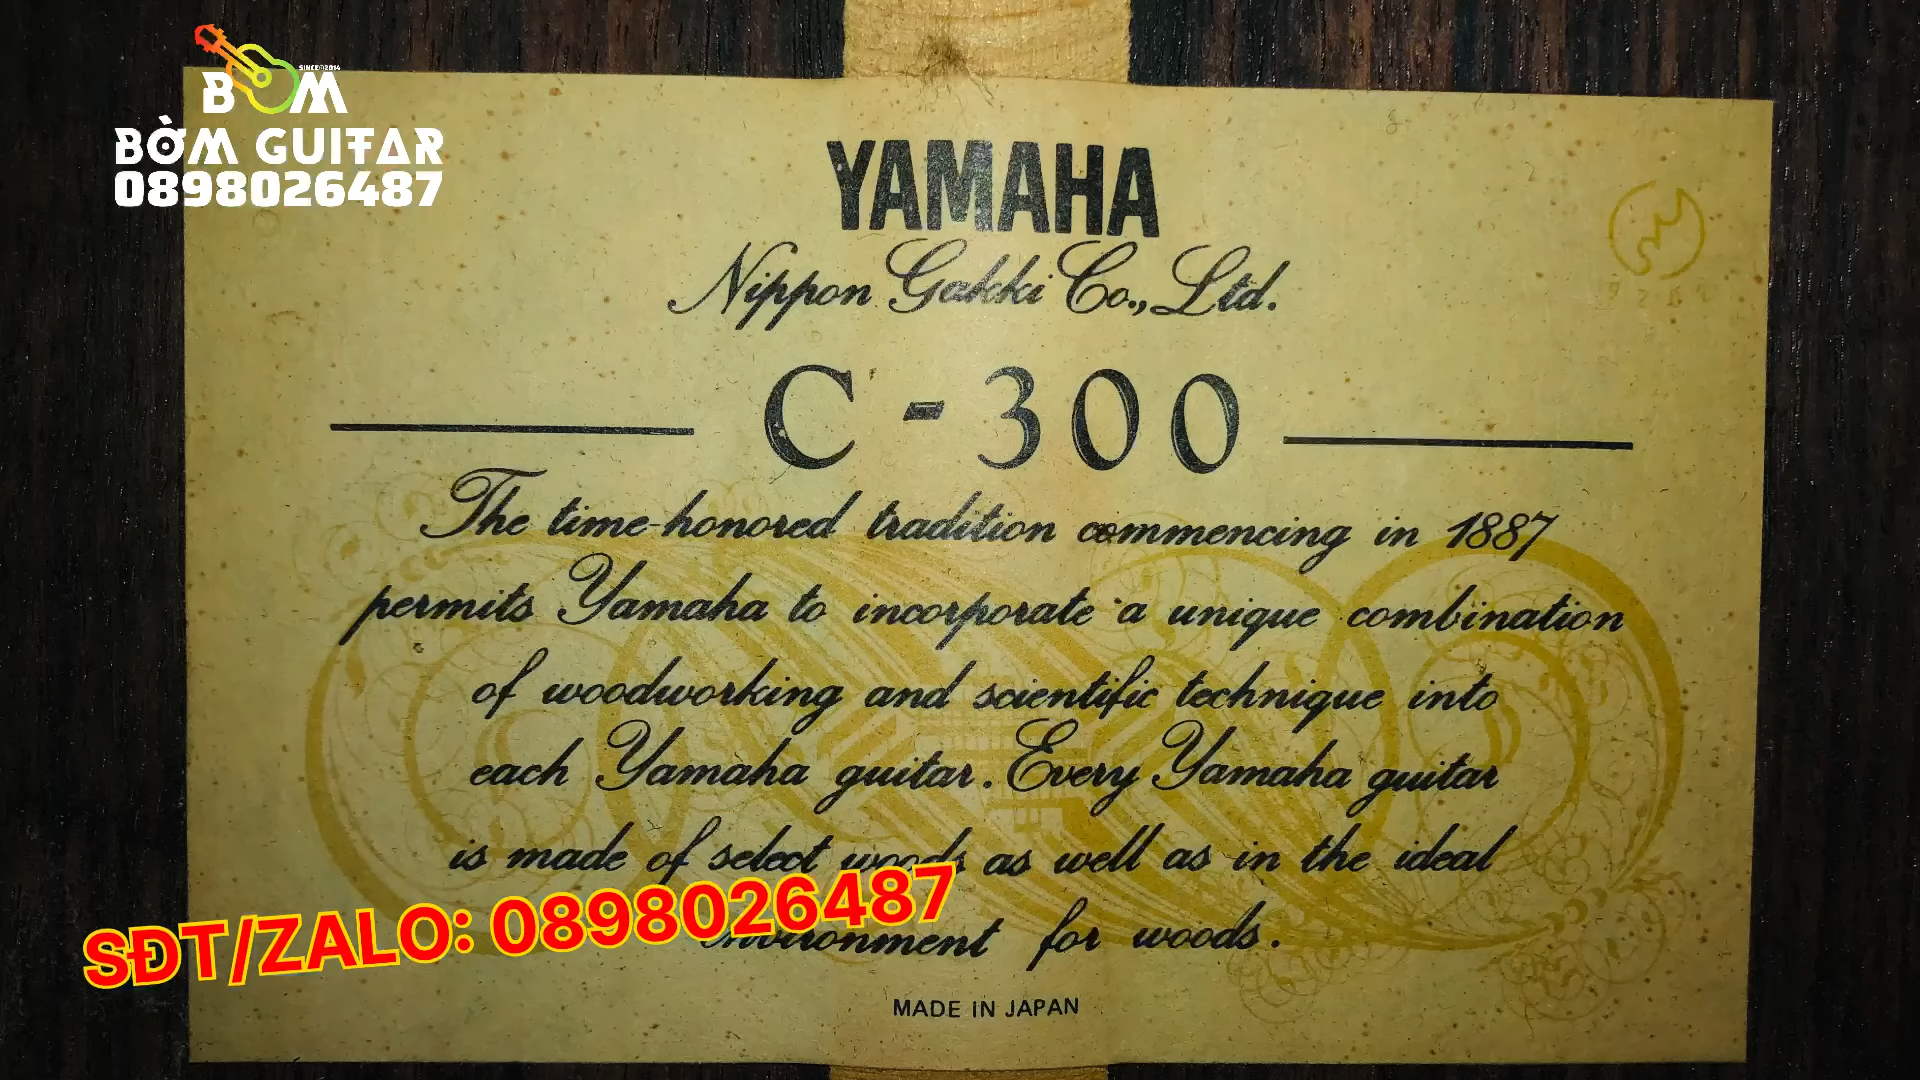 SINCE 2014
BOM
BỜM GUITAR
0898026487
YAMAHA
Nippon Gakki Co., Ltd.
C-300
The time-honored tradition commencing in 1887
permits Yamaha to incorporate a unique combination
of woodworking and scientific technique into
each Yamaha guitar. Every Yamaha guitar
is made of select woods as well as in the ideal
environment for woods.
SĐT/ZALO: 0898026487
MADE IN JAPAN